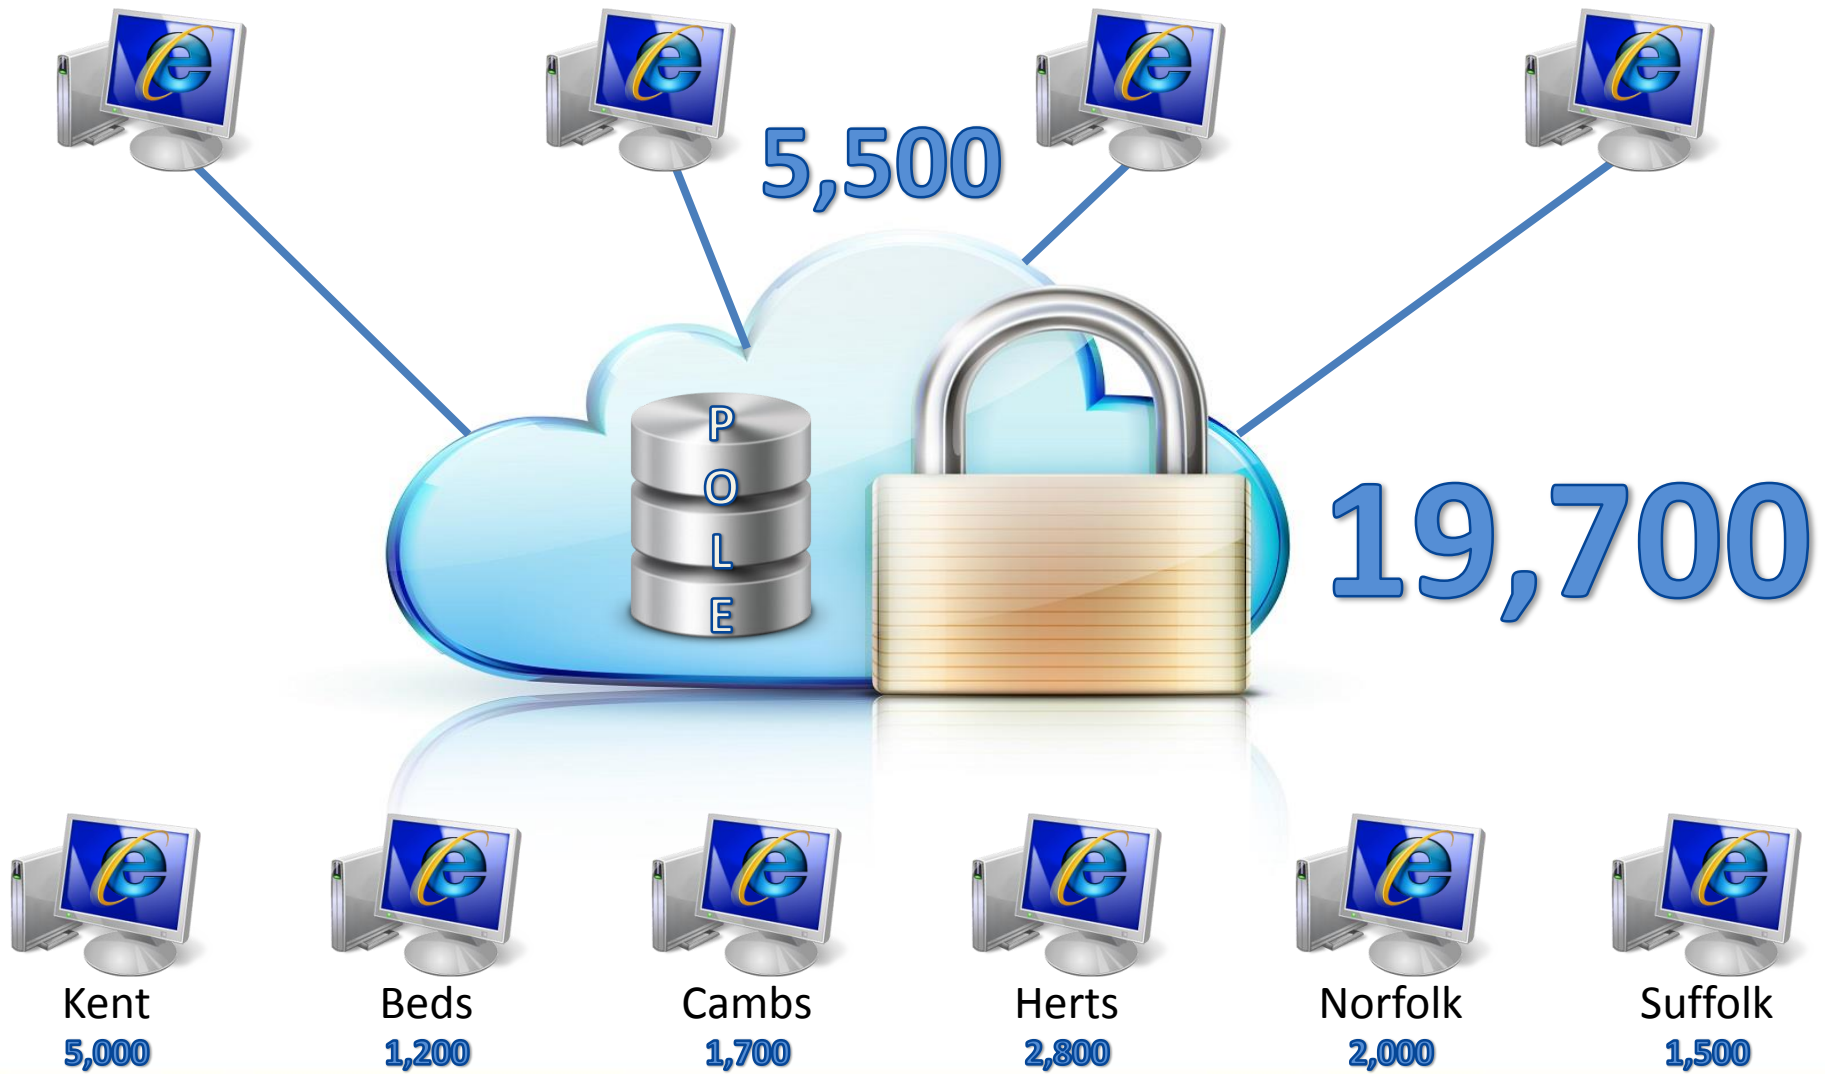 5,500
P
O
L
E
19,700
Kent
Beds
Cambs
Herts
Norfolk
Suffolk
5,000
1,200
1,700
2,800
2,000
1,500